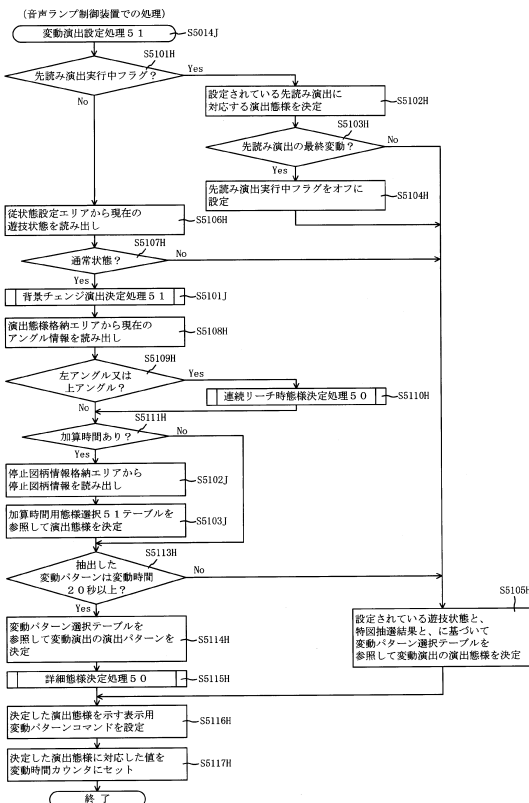 (音声ランプ制御装置での処理)
変動演出設定処理51
S5014J
S5101H
先読み演出実行中フラグ?
Yes
No
設定されている先読み演出に
対応する演出態様を決定
S5102H
S5103H
先読み演出の最終変動?
No
Yes
先読み演出実行中フラグをオフに
設定
S5104H
従状態設定エリアから現在の
遊技状態を読み出し
S5106H
S5107H
通常状態?
No
Yes
背景チェンジ演出決定処理51
S5101J
演出態様格納エリアから現在の
アングル情報を読み出し
S5108H
S5109H
左アングル又は
上アングル?
Yes
No
連続リーチ時態様決定処理50
S5110H
S5111H
加算時間あり?
No
Yes
停止図柄情報格納エリアから
停止図柄情報を読み出し
S5102J
加算時間用態様選択51テーブルを
参照して演出態様を決定
S5103J
S5113H
抽出した
変動パターンは変動時間
20秒以上?
No
Yes
S5105H
設定されている遊技状態と、
特図抽選結果と、に基づいて
変動パターン選択テーブルを
参照して変動演出の演出態様を決定
変動パターン選択テーブルを
参照して変動演出の演出パターンを
決定
S5114H
詳細態様決定処理50
S5115H
決定した演出態様を示す表示用
変動パターンコマンドを設定
S5116H
決定した演出態様に対応した値を
変動時間カウンタにセット
S5117H
終了